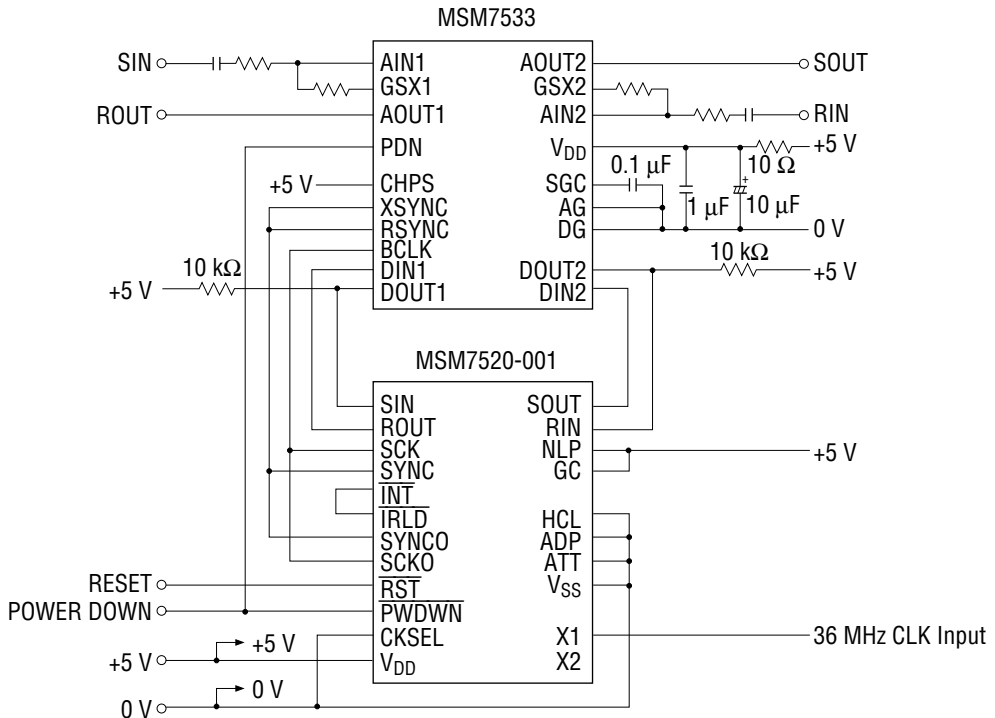 MSM7533
SIN AIN1 AOUT2 SOUT
GSX1 GSX2
ROUT AOUT1 AIN2 RIN
PDN VDD +5 V
10 Ω
0.1 μF
+5 V CHPS SGC
+
XSYNC AG 1 μF 10 μF
RSYNC DG 0 V
BCLK
10 kΩ DIN1 DOUT2 10 kΩ +5 V
+5 V DOUT1 DIN2
MSM7520-001
SIN SOUT
ROUT RIN
SCK NLP +5 V
SYNC GC
INT
IRLD HCL
SYNCO ADP
SCKO ATT
RESET RST VSS
POWER DOWN PWDWN
+5 V CKSEL X1 36 MHz CLK Input
+5 V VDD X2
0 V
0 V